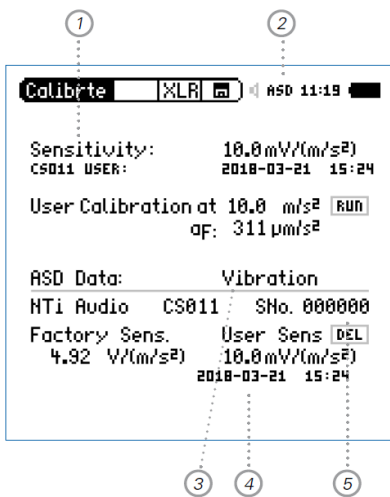 1 2
Calibrte XLR ASD 11:19
Sensitivity: 10.0mV/(m/s²)
CS011 USER: 2018-03-21 15:24
User Calibration at 10.0 m/s² RUN
aF: 311 µm/s²
ASD Data: Vibration
NTi Audio CS011 SNo. 000000
Factory Sens. User Sens DEL
4.92 V/(m/s²) 10.0mV/(m/s²)
2018-03-21 15:24
3 4 5